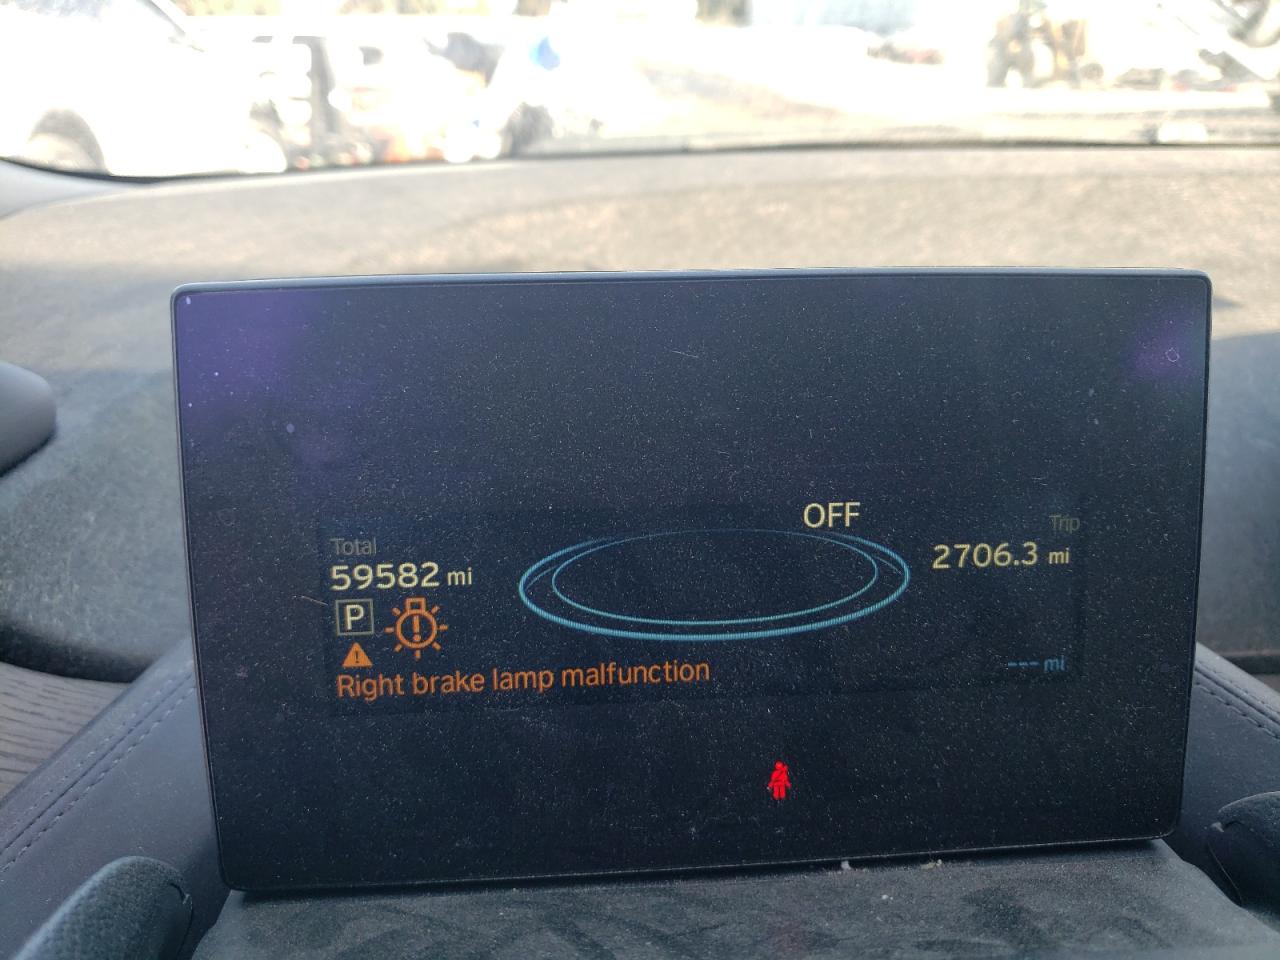 OFF
Total
Trip
59582 mi
2706.3 mi
P
--- mi
Right brake lamp malfunction